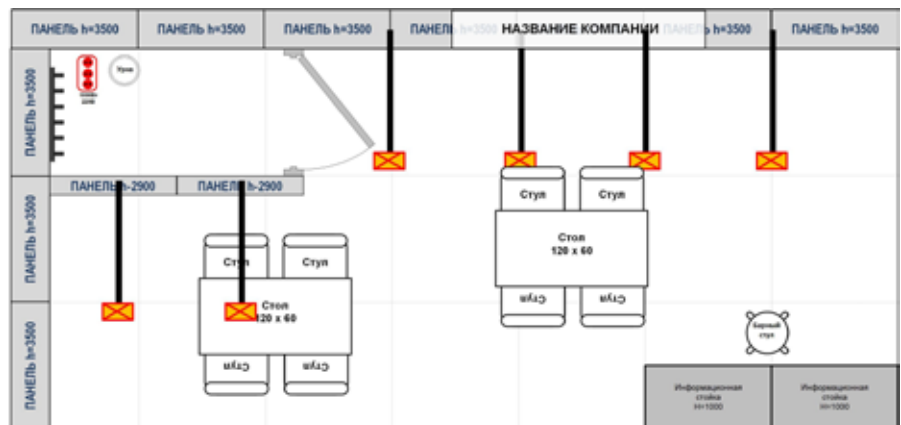 ПАНЕЛЬ h=3500
ПАНЕЛЬ h=3500
ПАНЕЛЬ h=3500
ПАНЕЛЬ h=3500
НАЗВАНИЕ КОМПАНИИ
ПАНЕЛЬ h=3500
ПАНЕЛЬ h=3500
ПАНЕЛЬ h=3500
Урна
ПАНЕЛЬ h-2900
ПАНЕЛЬ h-2900
ПАНЕЛЬ h=3500
ПАНЕЛЬ h=3500
Стул
Стул
Стол
120 x 60
Стул
Стул
Стул
Стул
Стол
120 x 60
Стул
Стул
Барный
стул
Информационная
стойка
H=1000
Информационная
стойка
H=1000